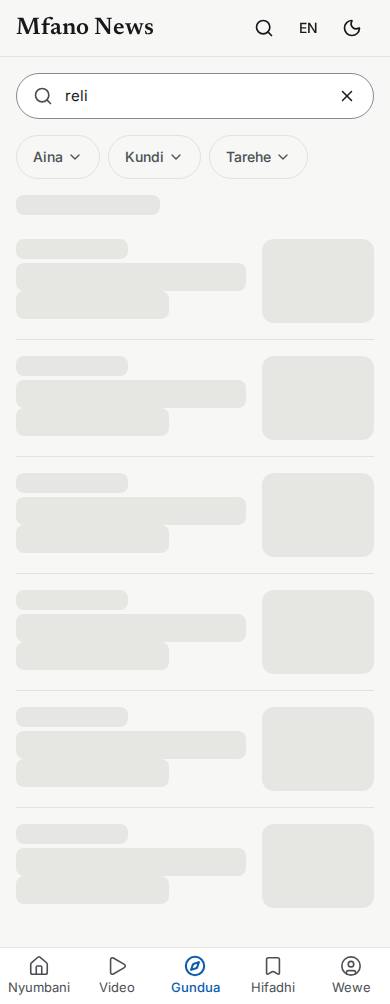 Mfano News
EN
reli
Aina
Kundi
Tarehe
Nyumbani
Video
Gundua
Hifadhi
Wewe